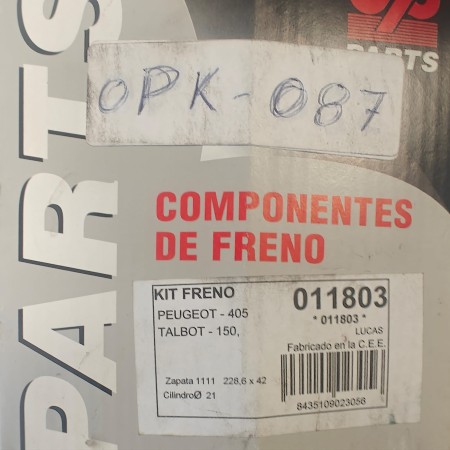 PARTS
PARTS
OPK-087
COMPONENTES
DE FRENO
KIT FRENO
011803
PEUGEOT - 405
* 011803 *
TALBOT - 150,
LUCAS
Fabricado en la C.E.E.
Zapata 1111 228,6 x 42
CilindroØ 21
8435109023056